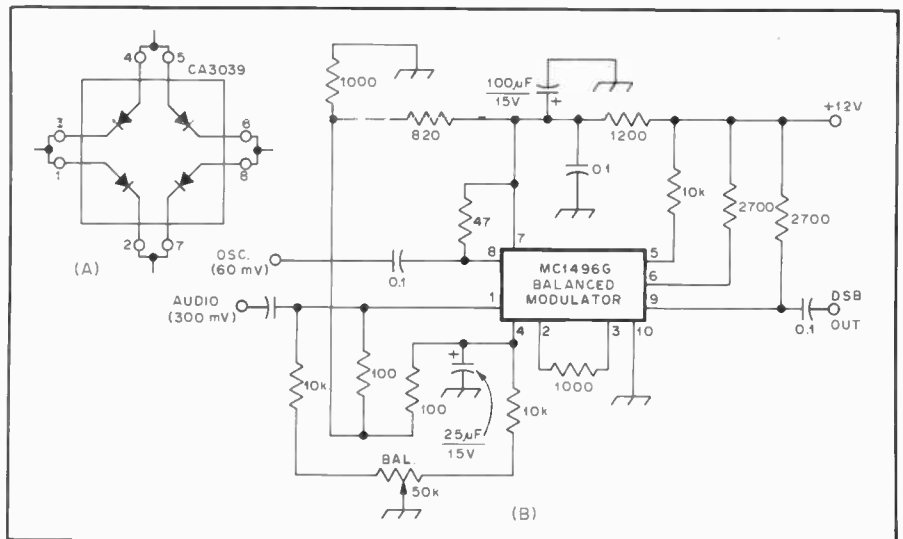 4
5
CA3039
3
6
1
8
2
7
(A)
1000
100µF
15V
+
+12V
820
1200
0.1
10k
2700
2700
47
7
OSC.
(60 mV)
0.1
8
5
MC1496G
BALANCED
MODULATOR
6
AUDIO
(300 mV)
1
9
DSB
OUT
0.1
4
2
3
10
1000
+
10k
100
100
10k
25µF
15V
BAL.
50k
(B)